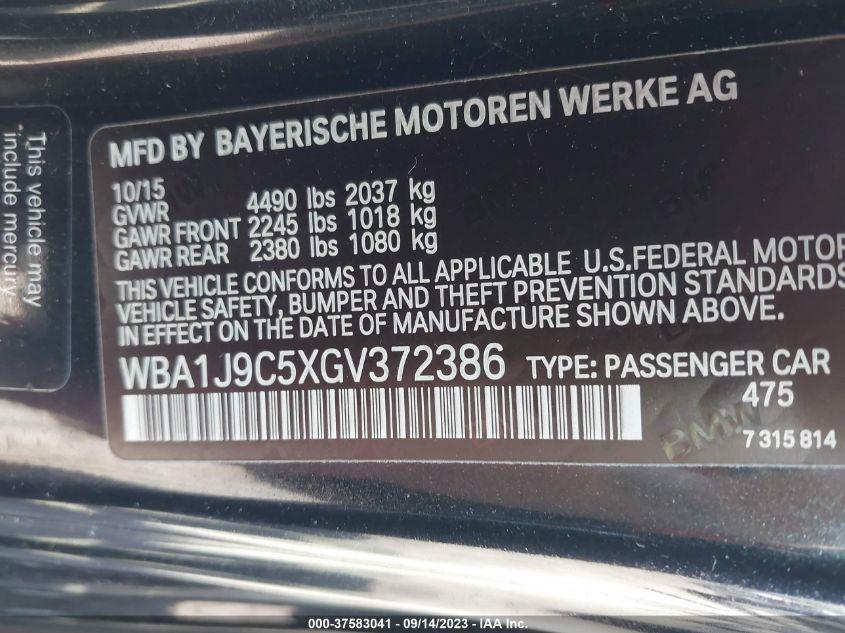 This vehicle may
include mercury-
MFD BY BAYERISCHE MOTOREN WERKE AG
10/15
GVWR 4490 lbs 2037 kg
GAWR FRONT 2245 lbs 1018 kg
GAWR REAR 2380 lbs 1080 kg
THIS VEHICLE CONFORMS TO ALL APPLICABLE U.S.FEDERAL MOTOR
VEHICLE SAFETY, BUMPER AND THEFT PREVENTION STANDARDS
IN EFFECT ON THE DATE OF MANUFACTURE SHOWN ABOVE.
WBA1J9C5XGV372386 TYPE: PASSENGER CAR
475
BMW
7 315 814
000-37583041 - 09/14/2023 - IAA Inc.